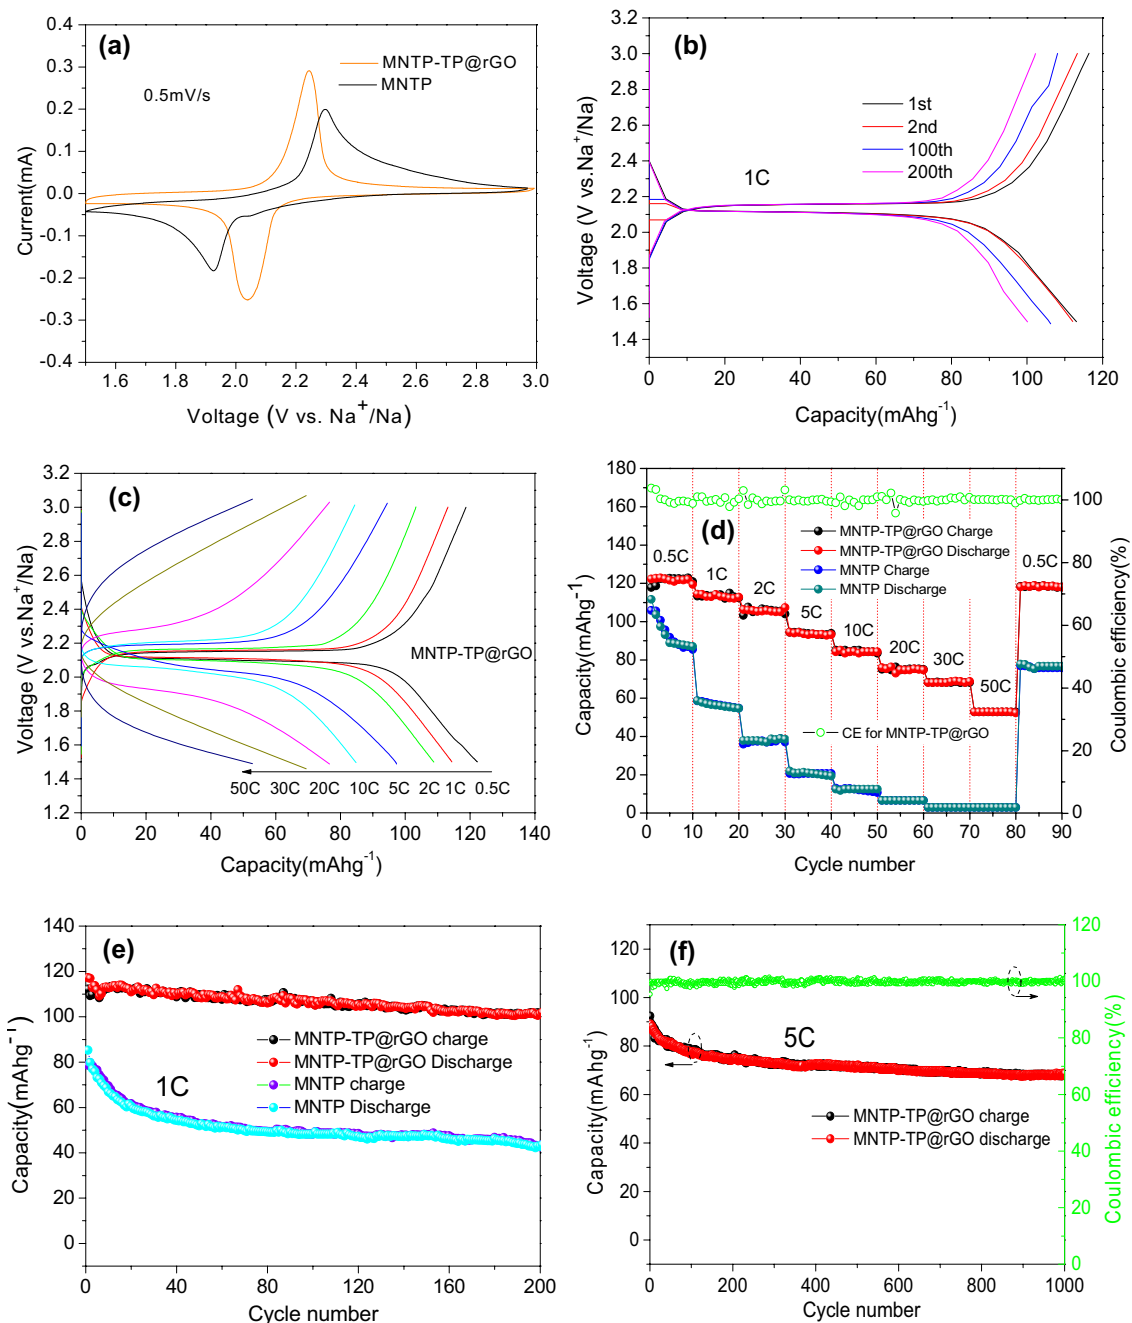 (a)
MNTP-TP@rGO
MNTP
0.5mV/s
Current(mA)
0.4
0.3
0.2
0.1
0.0
-0.1
-0.2
-0.3
-0.4
1.6 1.8 2.0 2.2 2.4 2.6 2.8 3.0
Voltage (V vs. Na⁺/Na)
(b)
1st
2nd
100th
200th
1C
Voltage (V vs.Na⁺/Na)
3.2
3.0
2.8
2.6
2.4
2.2
2.0
1.8
1.6
1.4
0 20 40 60 80 100 120
Capacity(mAhg⁻¹)
(c)
MNTP-TP@rGO
50C 30C 20C 10C 5C 2C 1C 0.5C
Voltage (V vs.Na⁺/Na)
3.2
3.0
2.8
2.6
2.4
2.2
2.0
1.8
1.6
1.4
1.2
0 20 40 60 80 100 120 140
Capacity(mAhg⁻¹)
(d)
MNTP-TP@rGO Charge
MNTP-TP@rGO Discharge
MNTP Charge
MNTP Discharge
0.5C 1C 2C 5C 10C 20C 30C 50C 0.5C
CE for MNTP-TP@rGO
Capacity(mAhg⁻¹)
180
160
140
120
100
80
60
40
20
0
0 10 20 30 40 50 60 70 80 90
Cycle number
Coulombic efficiency(%)
100
80
60
40
20
0
(e)
1C
MNTP-TP@rGO charge
MNTP-TP@rGO Discharge
MNTP charge
MNTP Discharge
Capacity(mAhg⁻¹)
140
120
100
80
60
40
20
0
0 40 80 120 160 200
Cycle number
(f)
5C
MNTP-TP@rGO charge
MNTP-TP@rGO discharge
Capacity(mAhg⁻¹)
120
100
80
60
40
20
0
0 200 400 600 800 1000
Cycle number
Coulombic efficiency(%)
120
100
80
60
40
20
0